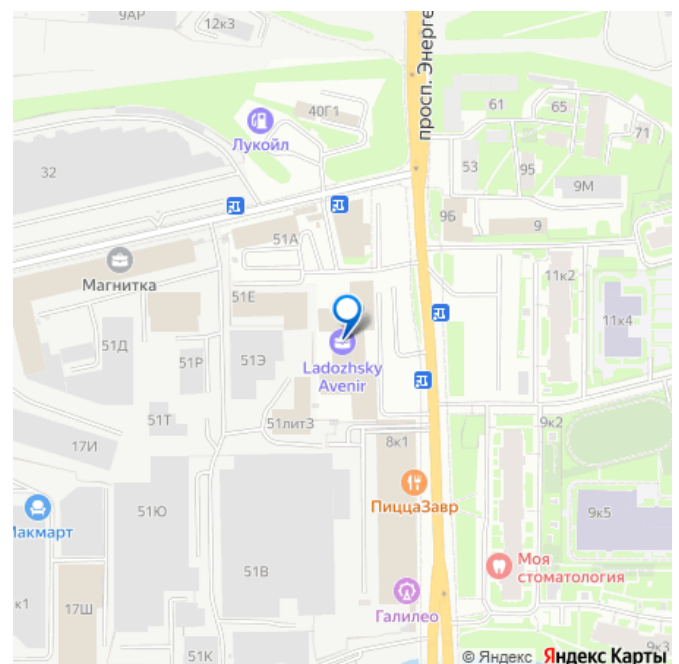 9АР
12к3
просп. Энерге
40Г1
Лукойл
61
65
71
53
95
32
9М
9Б
9
51А
11к2
Магнитка
51Е
11к4
51Д
51Р
51Э
Ladozhsky
Avenir
51Т
51лит3
9к2
17И
8к1
51Ю
ПиццаЗавр
Макмарт
9к5
51В
Моя
стоматология
к1
17Ш
Галилео
9к3
51К
© Яндекс Яндекс Карты